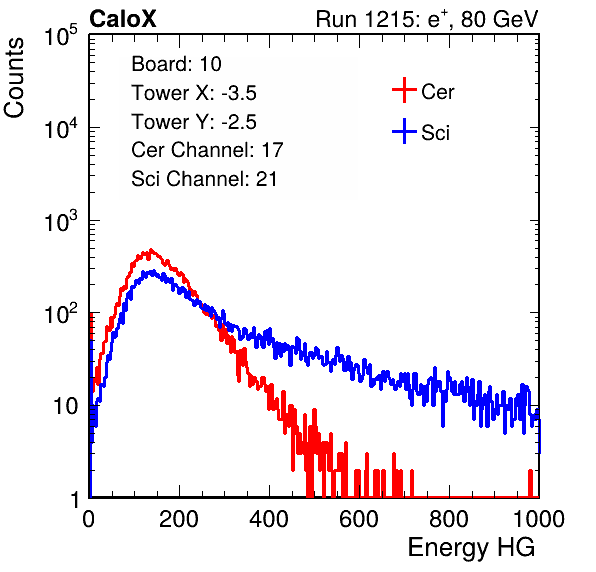 CaloX Run 1215: e⁺, 80 GeV
Counts
10⁵
10⁴
10³
10²
10
1
Board: 10
Tower X: -3.5
Tower Y: -2.5
Cer Channel: 17
Sci Channel: 21
Cer
Sci
0 200 400 600 800 1000
Energy HG